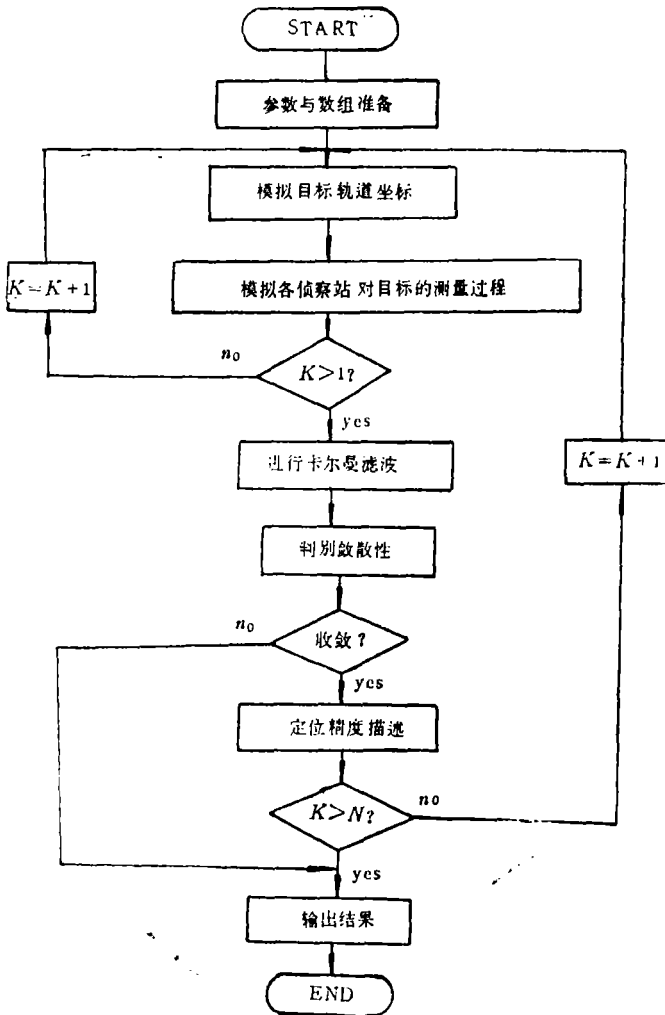 START
参数与数组准备
模拟目标轨道坐标
K=K+1
模拟各侦察站对目标的测量过程
no
K>1?
yes
进行卡尔曼滤波
K=K+1
判别敛散性
no
收敛?
yes
定位精度描述
K>N?
no
yes
输出结果
END